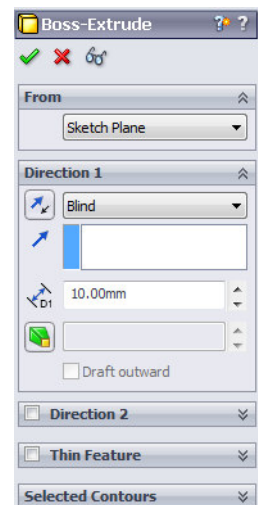 Boss-Extrude ? ?
From
Sketch Plane
Direction 1
Blind
D1 10.00mm
Draft outward
Direction 2
Thin Feature
Selected Contours